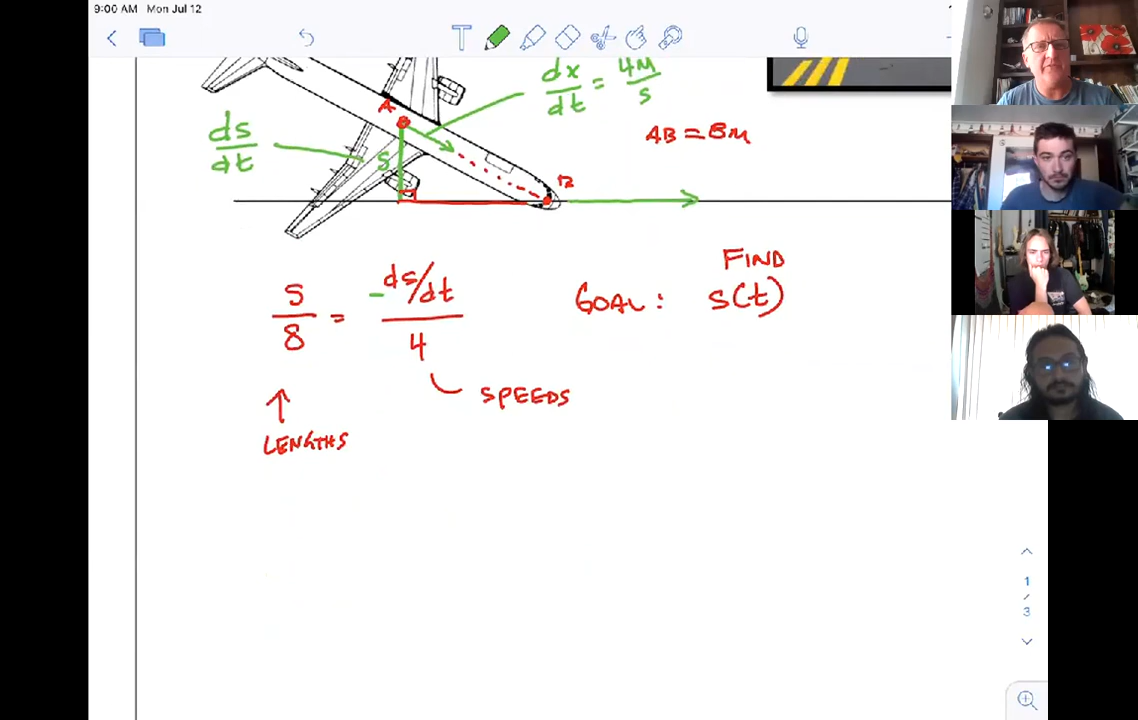 9:00 AM Mon Jul 12
dx/dt = 4M/S
A
AB = 8M
ds/dt
S
B
FIND
S/8 = -ds/dt/4
GOAL: s(t)
SPEEDS
LENGTHS
1
/
3